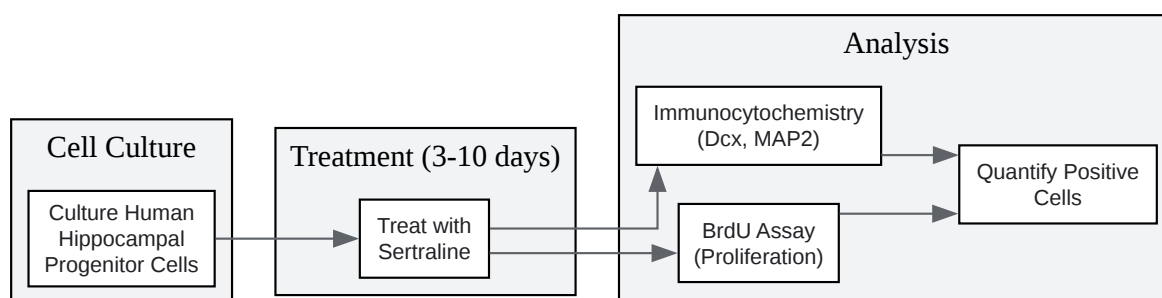 Cell Culture
Culture Human
Hippocampal
Progenitor Cells
Treatment (3-10 days)
Treat with
Sertraline
Analysis
Immunocytochemistry
(Dcx, MAP2)
BrdU Assay
(Proliferation)
Quantify Positive
Cells